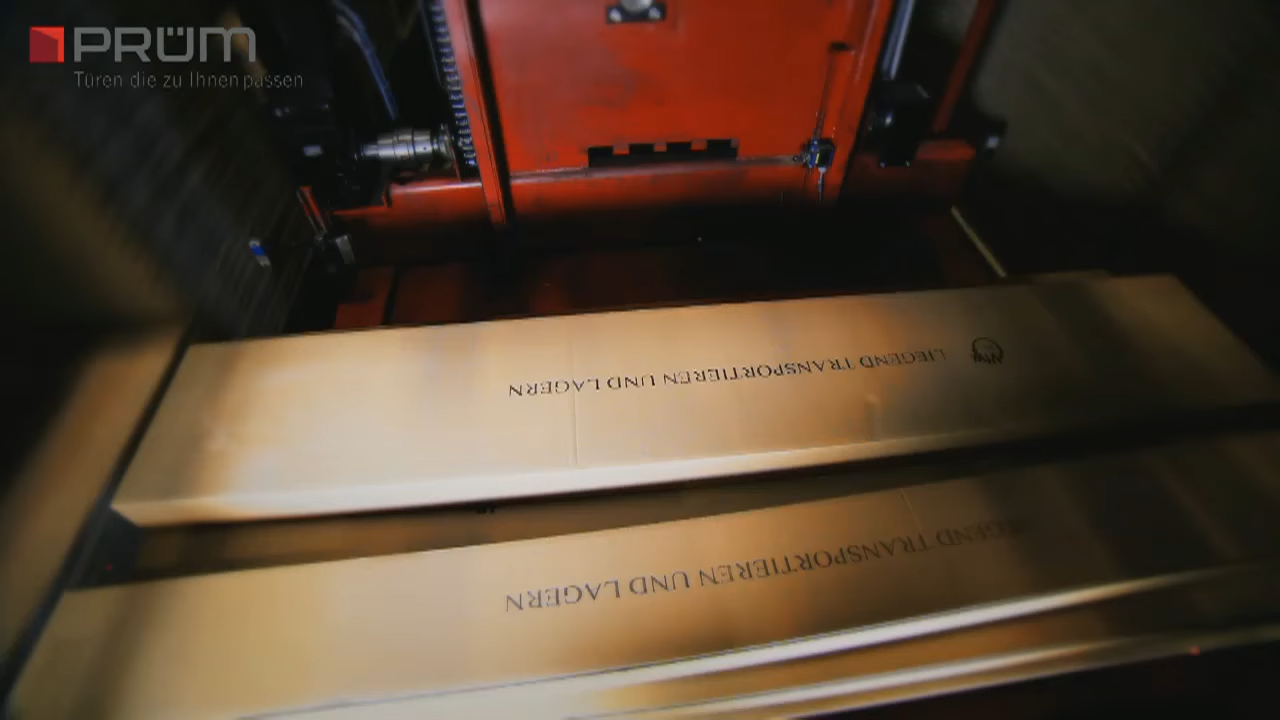 PRÜM
Türen die zu Ihnen passen
LIEGEND TRANSPORTIEREN UND LAGERN
LIEGEND TRANSPORTIEREN UND LAGERN